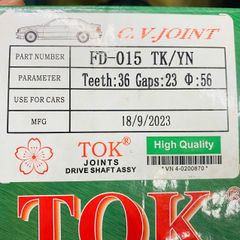 C.V.JOINT
PART NUMBER FD-015 TK/YN
PARAMETER Teeth:36 Gaps:23 Φ:56
USE FOR CARS
MFG 18/9/2023
TOK®
JOINTS
DRIVE SHAFT ASSY
High Quality
* VN 4-0200870 *
TOK